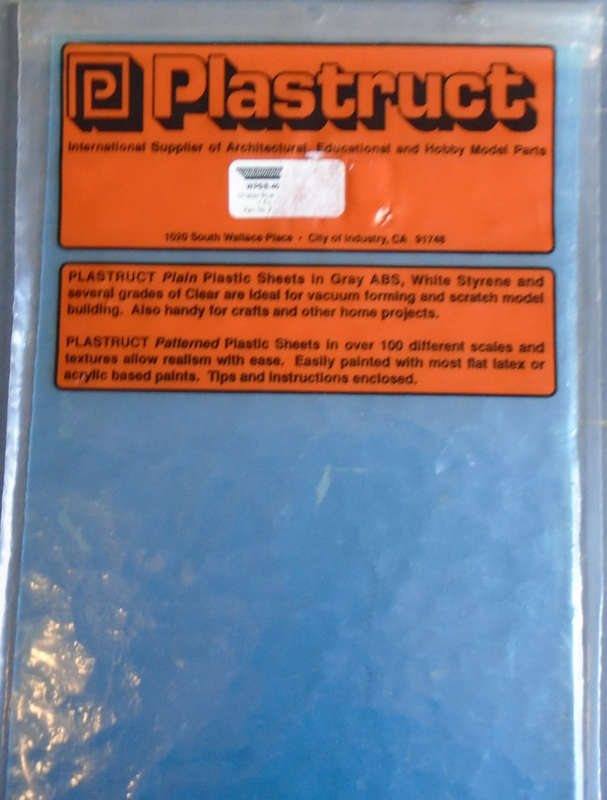 P Plastruct
International Supplier of Architectural, Educational and Hobby Model Parts
1020 South Wallace Place · City of Industry, CA 91748
PLASTRUCT Plain Plastic Sheets in Gray ABS, White Styrene and
several grades of Clear are ideal for vacuum forming and scratch model
building. Also handy for crafts and other home projects.
PLASTRUCT Patterned Plastic Sheets in over 100 different scales and
textures allow realism with ease. Easily painted with most flat latex or
acrylic based paints. Tips and instructions enclosed.